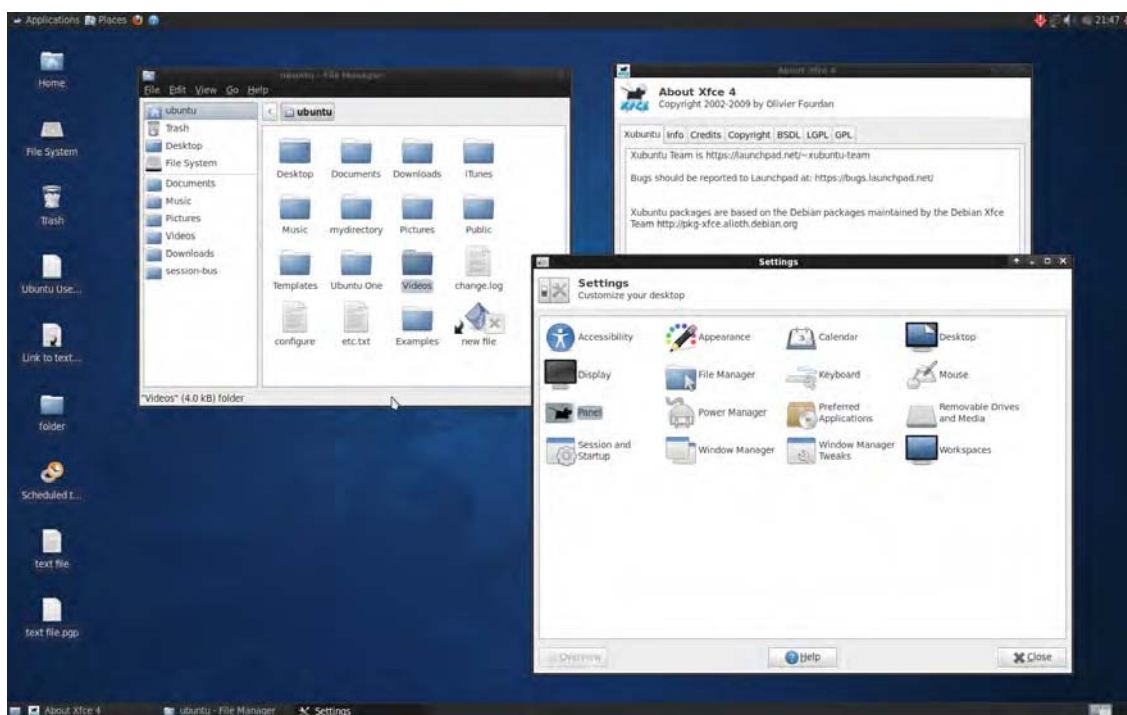 Applications Places 21:47
Home
File System
Trash
Ubuntu Use...
Link to text...
folder
Scheduled t...
text file
text file.pgp
ubuntu - File Manager
File Edit View Go Help
ubuntu
Trash
Desktop
File System
Documents
Music
Pictures
Videos
Downloads
session-bus
ubuntu
Desktop Documents Downloads iTunes
Music mydirectory Pictures Public
Templates Ubuntu One Videos change.log
configure etc.txt Examples new file
"Videos" (4.0 kB) folder
About Xfce 4
About Xfce 4
Copyright 2002-2009 by Olivier Fourdan
Xubuntu Info Credits Copyright BSDL LGPL GPL
Xubuntu Team is https://launchpad.net/~xubuntu-team
Bugs should be reported to Launchpad at: https://bugs.launchpad.net/
Xubuntu packages are based on the Debian packages maintained by the Debian Xfce
Team http://pkg-xfce.alioth.debian.org
Settings
Settings
Customize your desktop
Accessibility Appearance Calendar Desktop
Display File Manager Keyboard Mouse
Panel Power Manager Preferred Applications Removable Drives and Media
Session and Startup Window Manager Window Manager Tweaks Workspaces
Overview Help Close
About Xfce 4 ubuntu - File Manager Settings